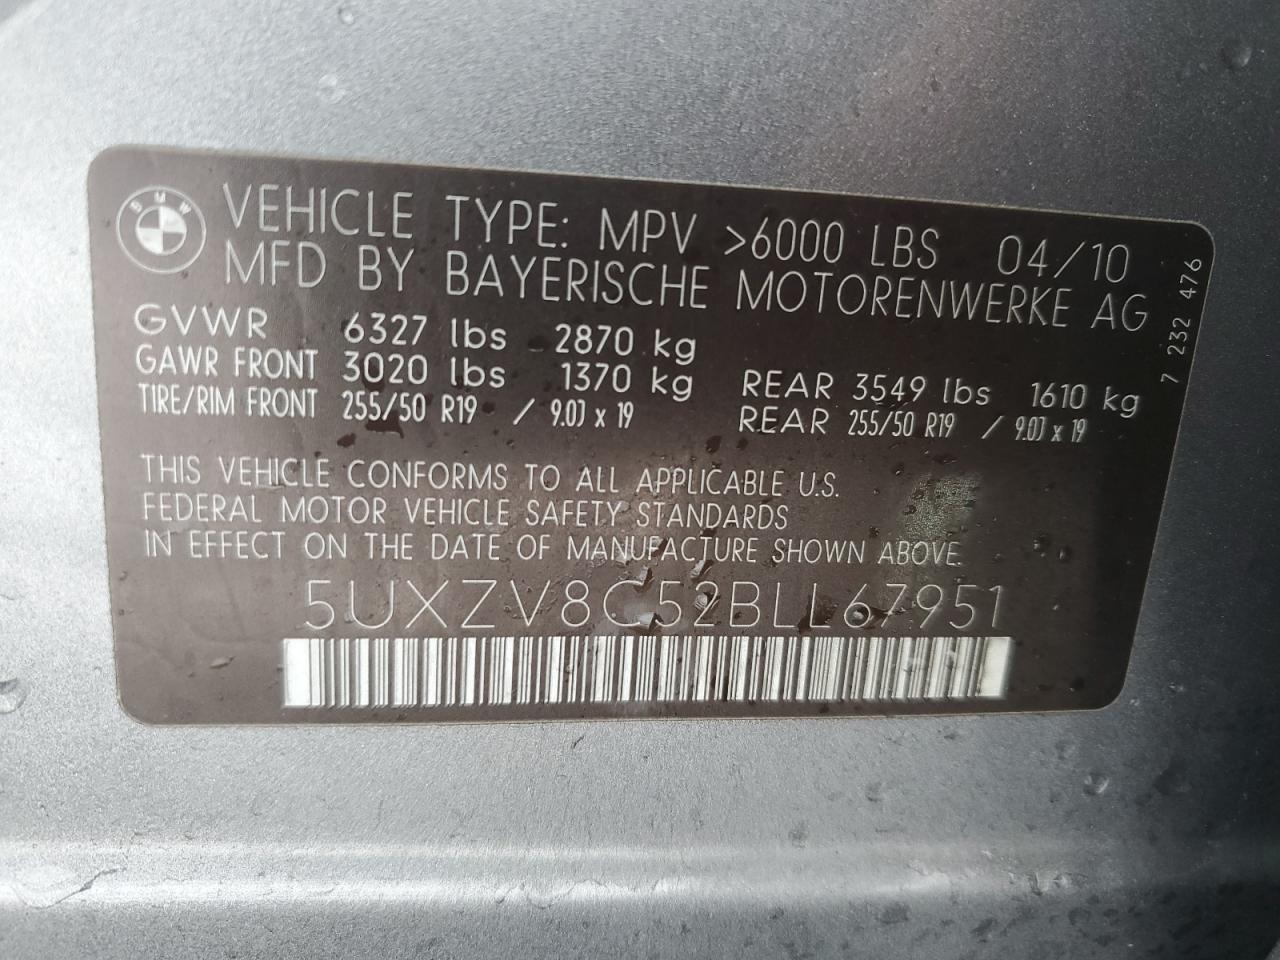 BMW
VEHICLE TYPE: MPV >6000 LBS 04/10
MFD BY BAYERISCHE MOTORENWERKE AG
GVWR 6327 lbs 2870 kg
GAWR FRONT 3020 lbs 1370 kg REAR 3549 lbs 1610 kg
TIRE/RIM FRONT 255/50 R19 / 9.0J x 19 REAR 255/50 R19 / 9.0J x 19
7 232 476
THIS VEHICLE CONFORMS TO ALL APPLICABLE U.S.
FEDERAL MOTOR VEHICLE SAFETY STANDARDS
IN EFFECT ON THE DATE OF MANUFACTURE SHOWN ABOVE.
5UXZV8C52BLL67951